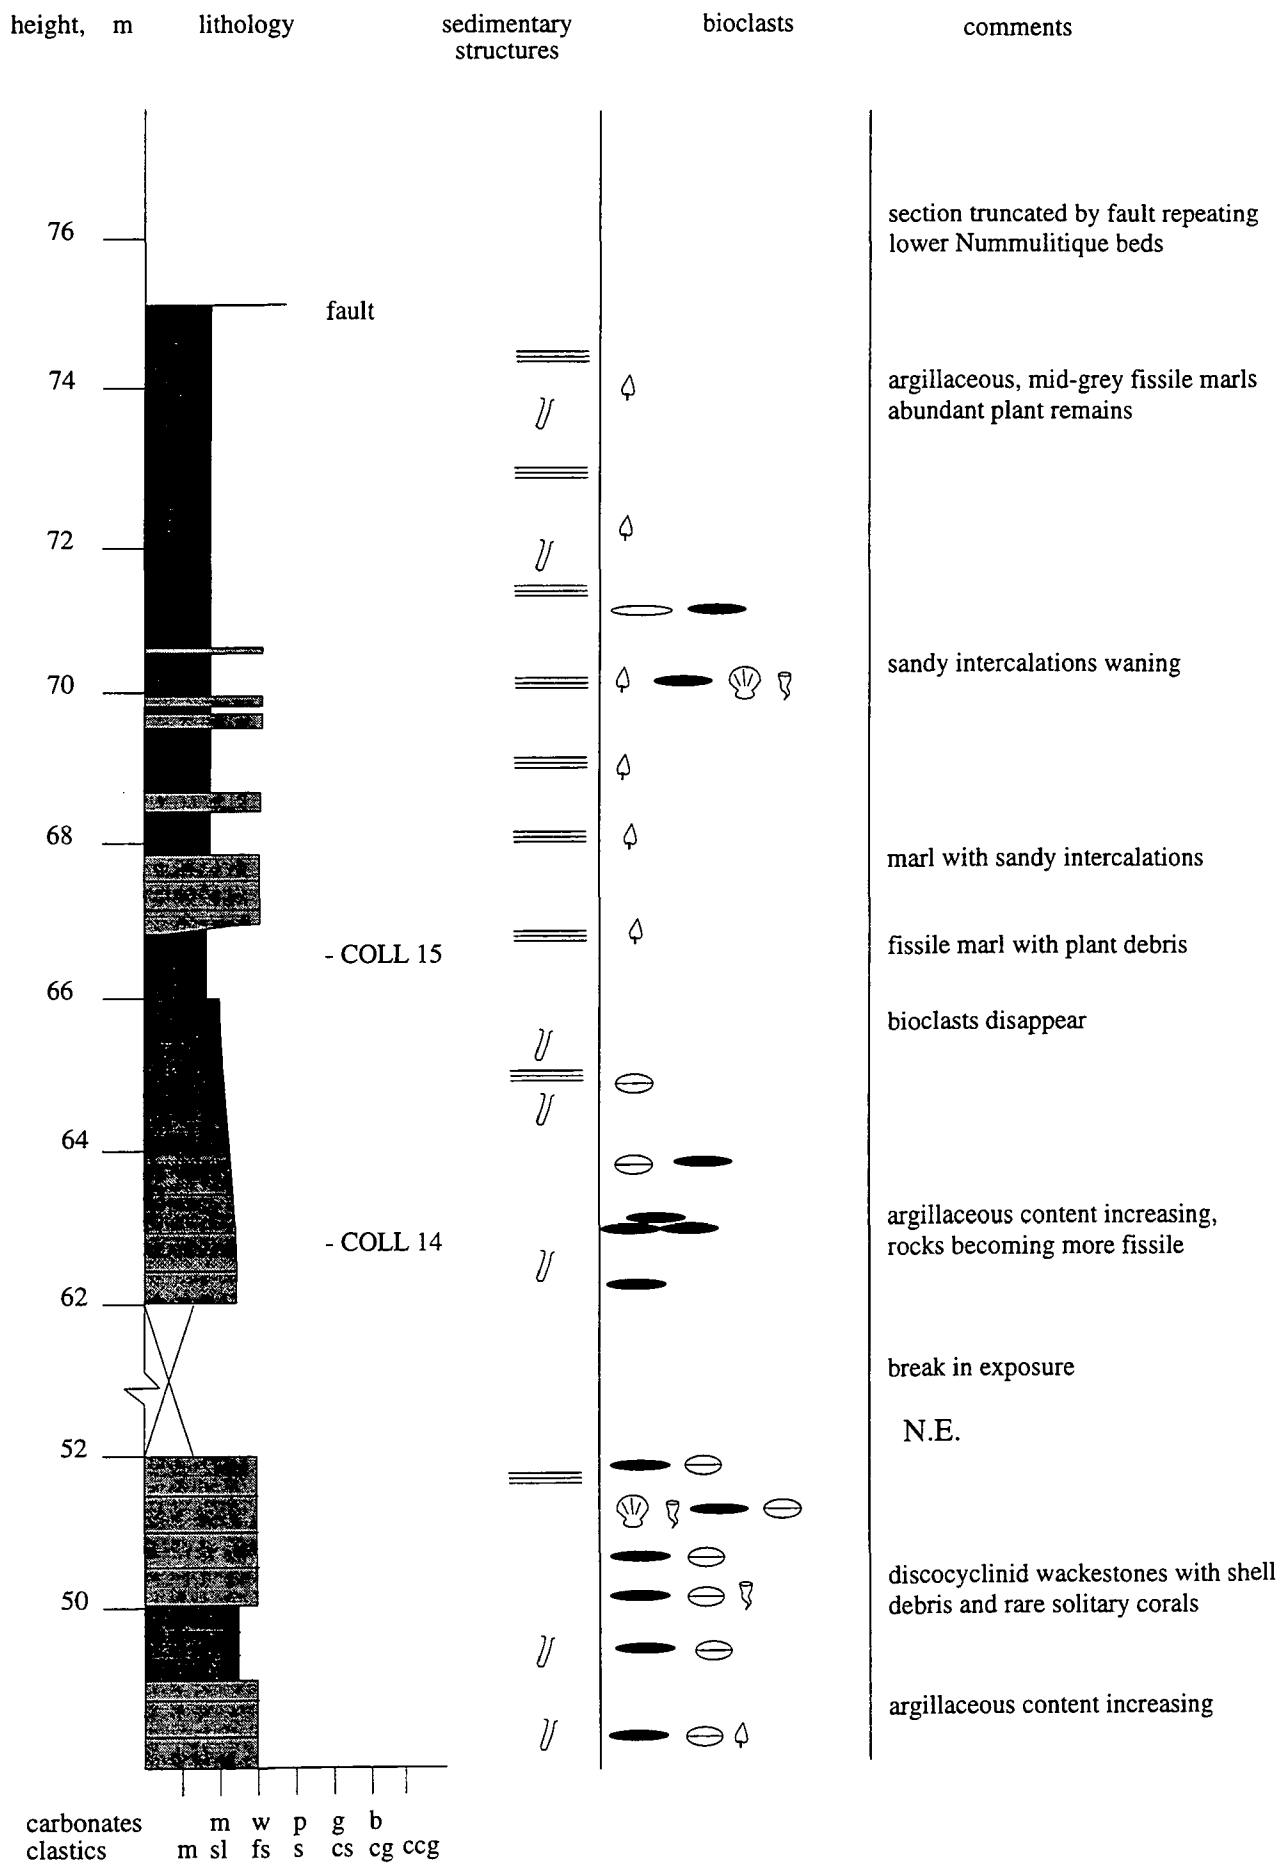 height, m lithology sedimentary structures bioclasts comments
76
section truncated by fault repeating
lower Nummulitique beds
fault
74
argillaceous, mid-grey fissile marls
abundant plant remains
72
70
sandy intercalations waning
68
marl with sandy intercalations
- COLL 15
fissile marl with plant debris
66
bioclasts disappear
64
- COLL 14
argillaceous content increasing,
rocks becoming more fissile
62
break in exposure
N.E.
52
50
discocyclinid wackestones with shell
debris and rare solitary corals
argillaceous content increasing
carbonates m w p g b
clastics m sl fs s cs cg ccg